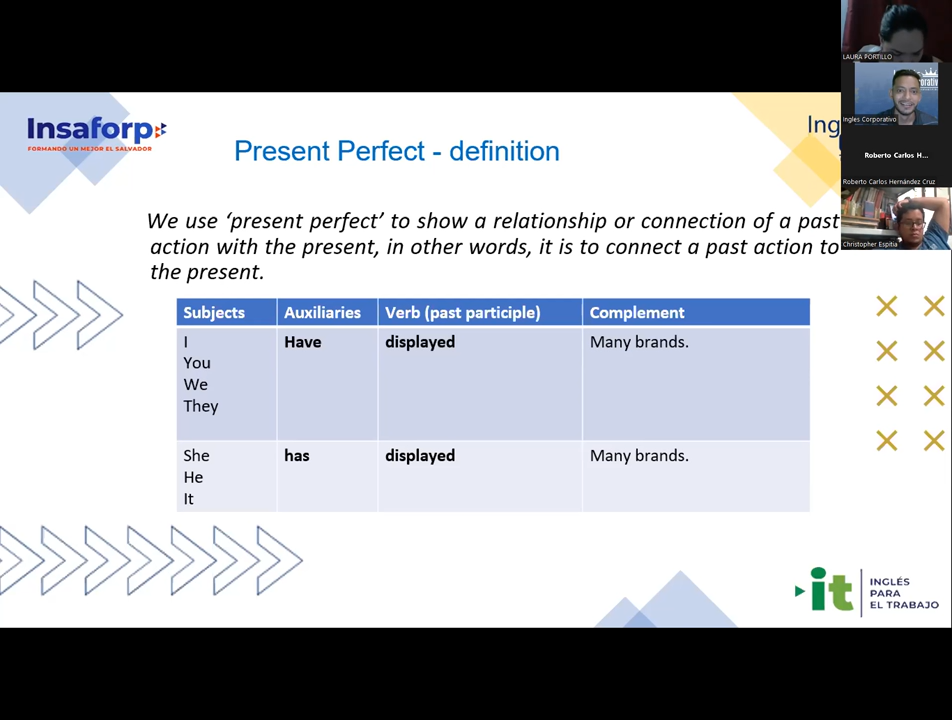 Insaforp
FORMANDO UN MEJOR EL SALVADOR
Present Perfect - definition
Ing
We use ‘present perfect’ to show a relationship or connection of a past
action with the present, in other words, it is to connect a past action to
the present.
Subjects Auxiliaries Verb (past participle) Complement
I Have displayed Many brands.
You
We
They
She has displayed Many brands.
He
It
it INGLÉS
PARA
EL TRABAJO
LAURA PORTILLO
Ingles Corporativo
Roberto Carlos H...
Roberto Carlos Hernández Cruz
Christopher Espitia